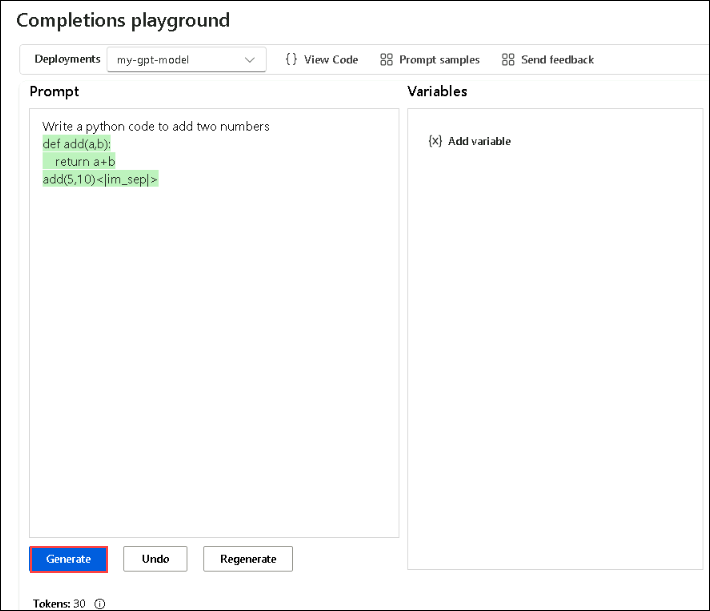 Completions playground
Deployments my-gpt-model {} View Code Prompt samples Send feedback
Prompt
Variables
Write a python code to add two numbers
def add(a,b):
    return a+b
add(5,10)<|im_sep|>
{x} Add variable
Generate Undo Regenerate
Tokens: 30